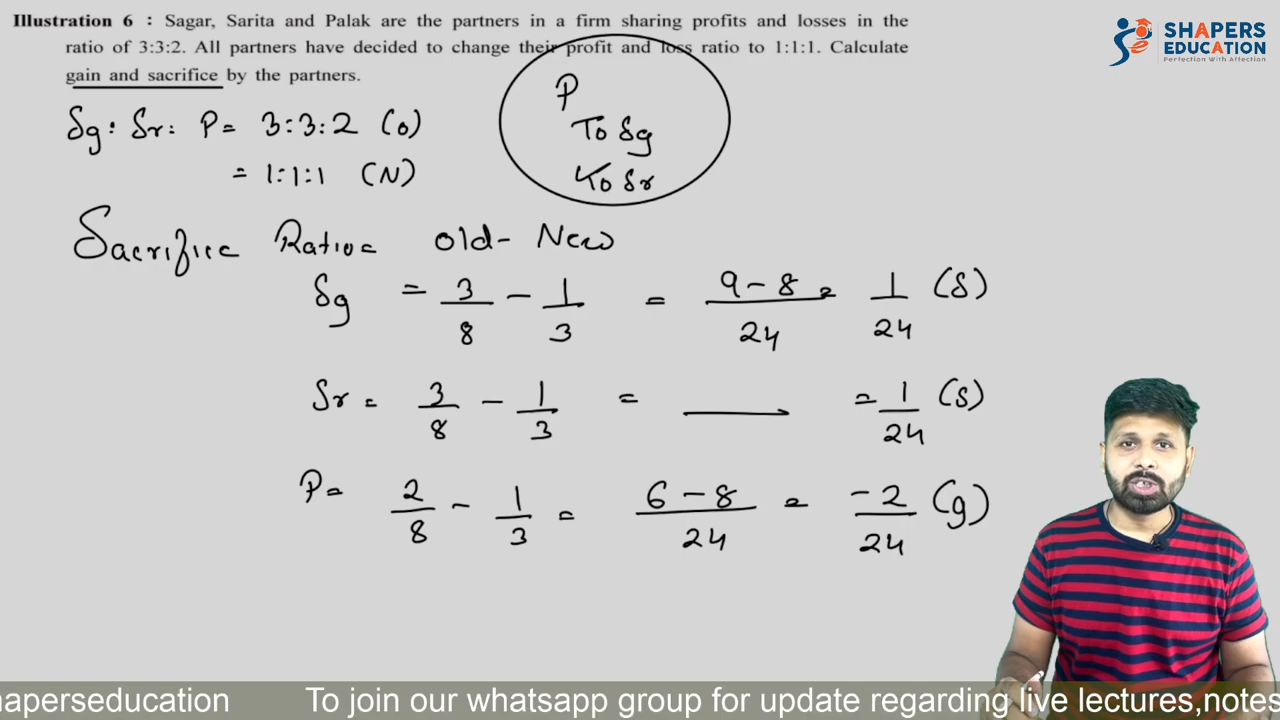 Illustration 6 : Sagar, Sarita and Palak are the partners in a firm sharing profits and losses in the
ratio of 3:3:2. All partners have decided to change their profit and loss ratio to 1:1:1. Calculate
gain and sacrifice by the partners.
SHAPERS
EDUCATION
Perfection With Affection
Sg: Sr: P= 3:3:2 (O)
= 1:1:1 (N)
P
To Sg
To Sr
Sacrifice Ratio= Old- New
Sg = 3/8 - 1/3 = 9-8/24 = 1/24 (S)
Sr = 3/8 - 1/3 = ____ = 1/24 (S)
P= 2/8 - 1/3 = 6-8/24 = -2/24 (g)
haperseducation To join our whatsapp group for update regarding live lectures,notes